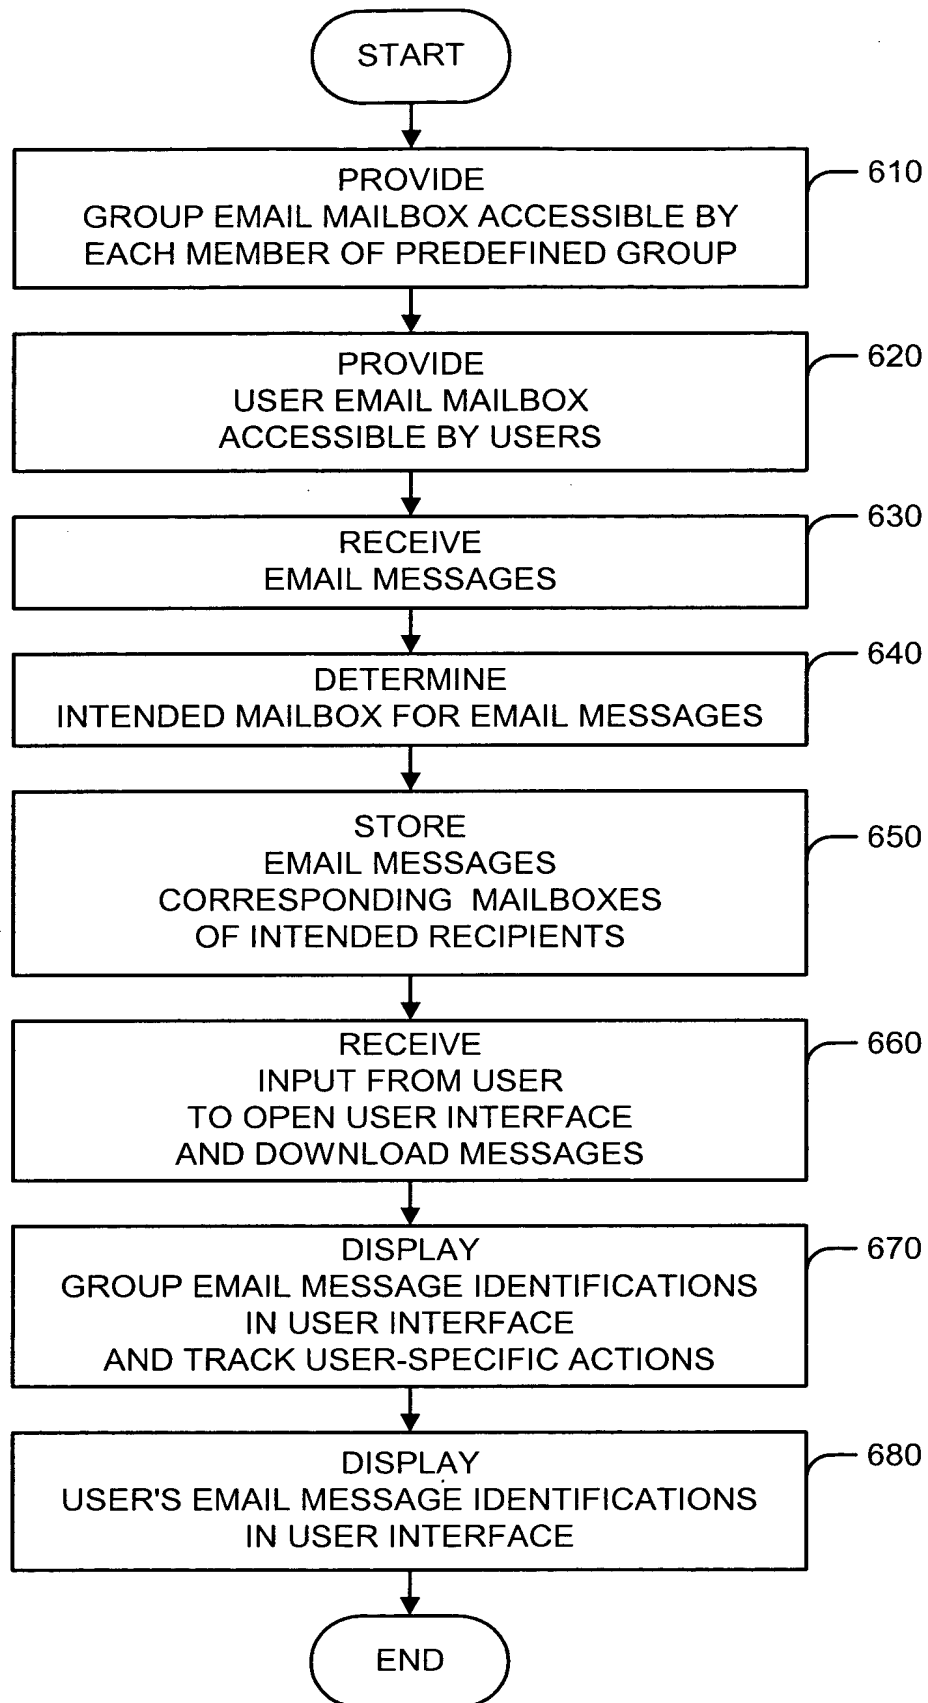 START
PROVIDE
GROUP EMAIL MAILBOX ACCESSIBLE BY
EACH MEMBER OF PREDEFINED GROUP
610
PROVIDE
USER EMAIL MAILBOX
ACCESSIBLE BY USERS
620
RECEIVE
EMAIL MESSAGES
630
DETERMINE
INTENDED MAILBOX FOR EMAIL MESSAGES
640
STORE
EMAIL MESSAGES
CORRESPONDING MAILBOXES
OF INTENDED RECIPIENTS
650
RECEIVE
INPUT FROM USER
TO OPEN USER INTERFACE
AND DOWNLOAD MESSAGES
660
DISPLAY
GROUP EMAIL MESSAGE IDENTIFICATIONS
IN USER INTERFACE
AND TRACK USER-SPECIFIC ACTIONS
670
DISPLAY
USER'S EMAIL MESSAGE IDENTIFICATIONS
IN USER INTERFACE
680
END